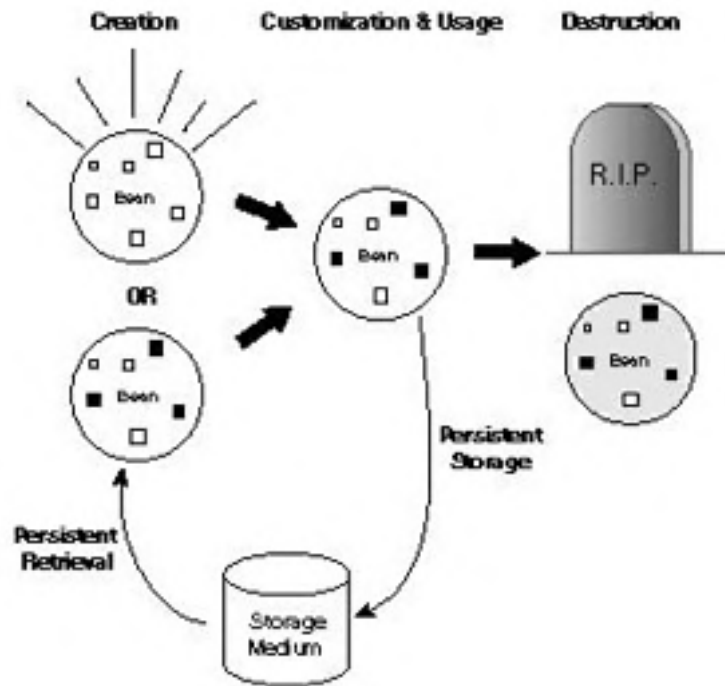 Creation
Customization & Usage
Destruction
Bean
R.I.P.
Bean
OR
Bean
Bean
Persistent
Storage
Persistent
Retrieval
Storage
Medium